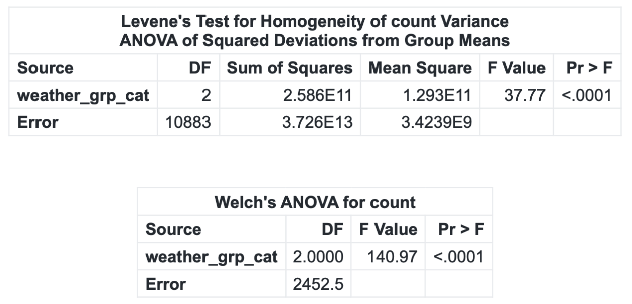 Levene's Test for Homogeneity of count Variance
ANOVA of Squared Deviations from Group Means
Source DF Sum of Squares Mean Square F Value Pr > F
weather_grp_cat 2 2.586E11 1.293E11 37.77 <.0001
Error 10883 3.726E13 3.4239E9
Welch's ANOVA for count
Source DF F Value Pr > F
weather_grp_cat 2.0000 140.97 <.0001
Error 2452.5